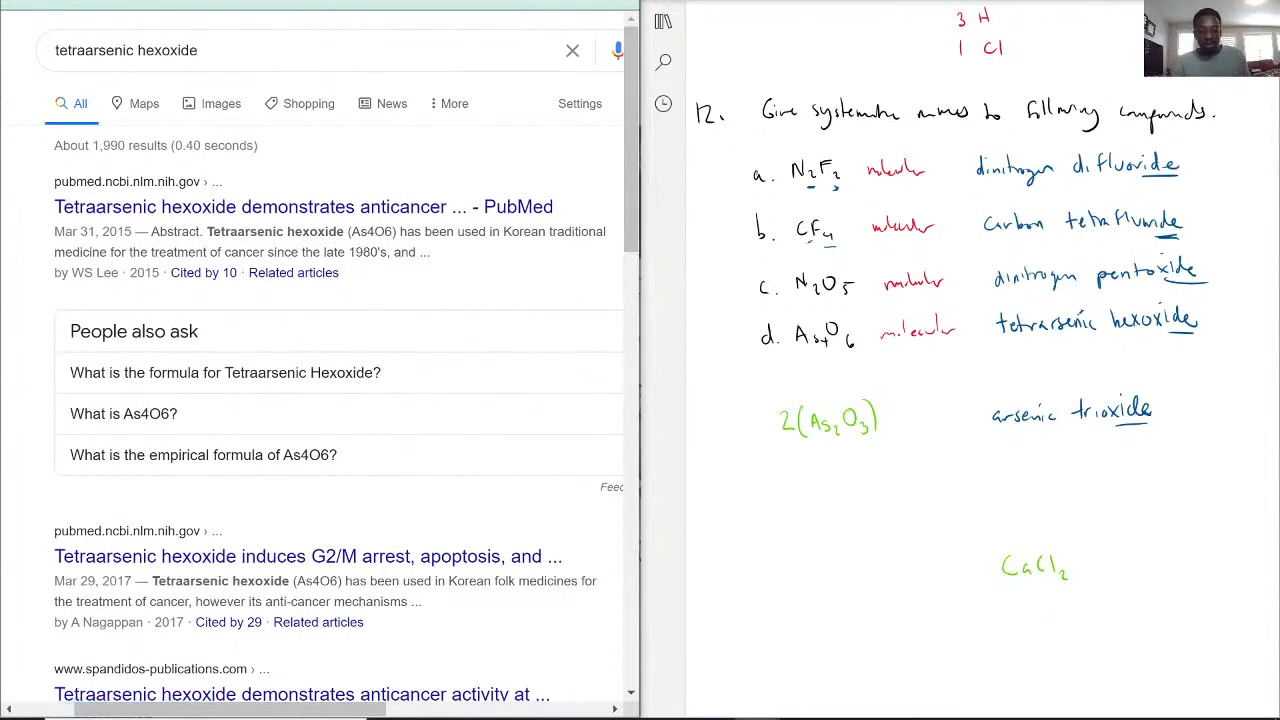 tetraarsenic hexoxide
All
Maps
Images
Shopping
News
More
Settings
About 1,990 results (0.40 seconds)
pubmed.ncbi.nlm.nih.gov › ...
Tetraarsenic hexoxide demonstrates anticancer ... - PubMed
Mar 31, 2015 — Abstract. Tetraarsenic hexoxide (As4O6) has been used in Korean traditional
medicine for the treatment of cancer since the late 1980's, and ...
by WS Lee · 2015 · Cited by 10 · Related articles
People also ask
What is the formula for Tetraarsenic Hexoxide?
What is As4O6?
What is the empirical formula of As4O6?
Feec
pubmed.ncbi.nlm.nih.gov › ...
Tetraarsenic hexoxide induces G2/M arrest, apoptosis, and ...
Mar 29, 2017 — Tetraarsenic hexoxide (As4O6) has been used in Korean folk medicines for
the treatment of cancer, however its anti-cancer mechanisms ...
by A Nagappan · 2017 · Cited by 29 · Related articles
www.spandidos-publications.com › ...
Tetraarsenic hexoxide demonstrates anticancer activity at ...
3 H
1 Cl
12. Give systematic names to following compounds.
a. N₂F₂ molecular dinitrogen difluoride
b. CF₄ molecular carbon tetrafluoride
c. N₂O₅ molecular dinitrogen pentoxide
d. As₄O₆ molecular tetrarsenic hexoxide
2(As₂O₃) arsenic trioxide
CaCl₂